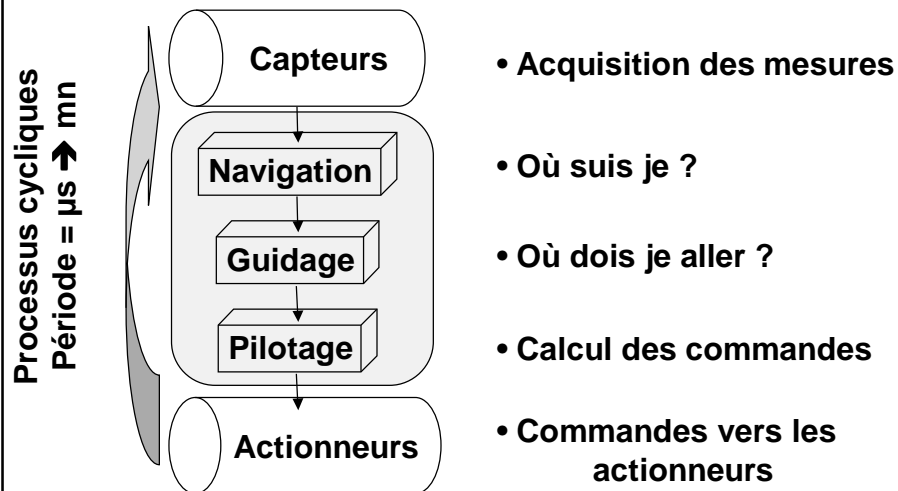 Processus cycliques
Période = µs ➔ mn
Capteurs
• Acquisition des mesures
Navigation
• Où suis je ?
Guidage
• Où dois je aller ?
Pilotage
• Calcul des commandes
Actionneurs
• Commandes vers les
actionneurs